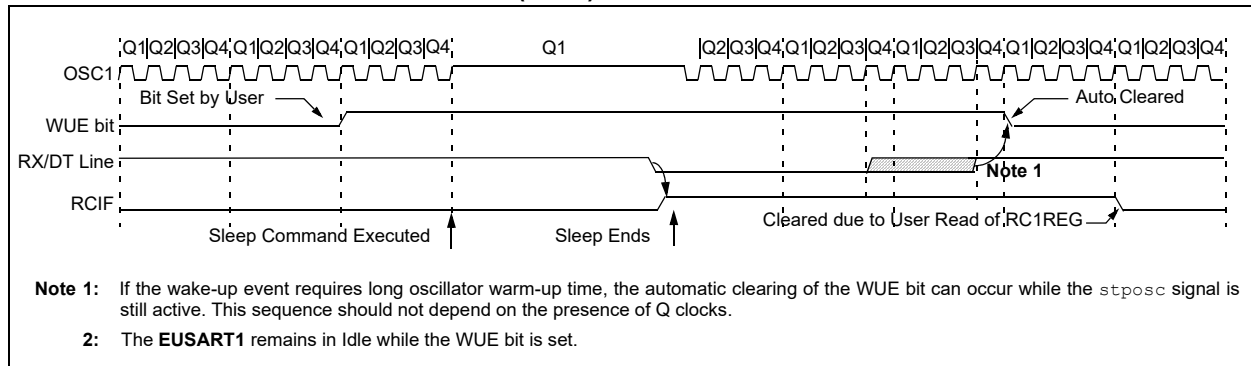 Q1|Q2|Q3|Q4|Q1|Q2|Q3|Q4|Q1|Q2|Q3|Q4 Q1 |Q2|Q3|Q4|Q1|Q2|Q3|Q4|Q1|Q2|Q3|Q4|Q1|Q2|Q3|Q4|Q1|Q2|Q3|Q4
OSC1
Bit Set by User Auto Cleared
WUE bit
RX/DT Line
Note 1
RCIF
Cleared due to User Read of RC1REG
Sleep Command Executed Sleep Ends
Note 1: If the wake-up event requires long oscillator warm-up time, the automatic clearing of the WUE bit can occur while the stposc signal is
still active. This sequence should not depend on the presence of Q clocks.
2: The EUSART1 remains in Idle while the WUE bit is set.